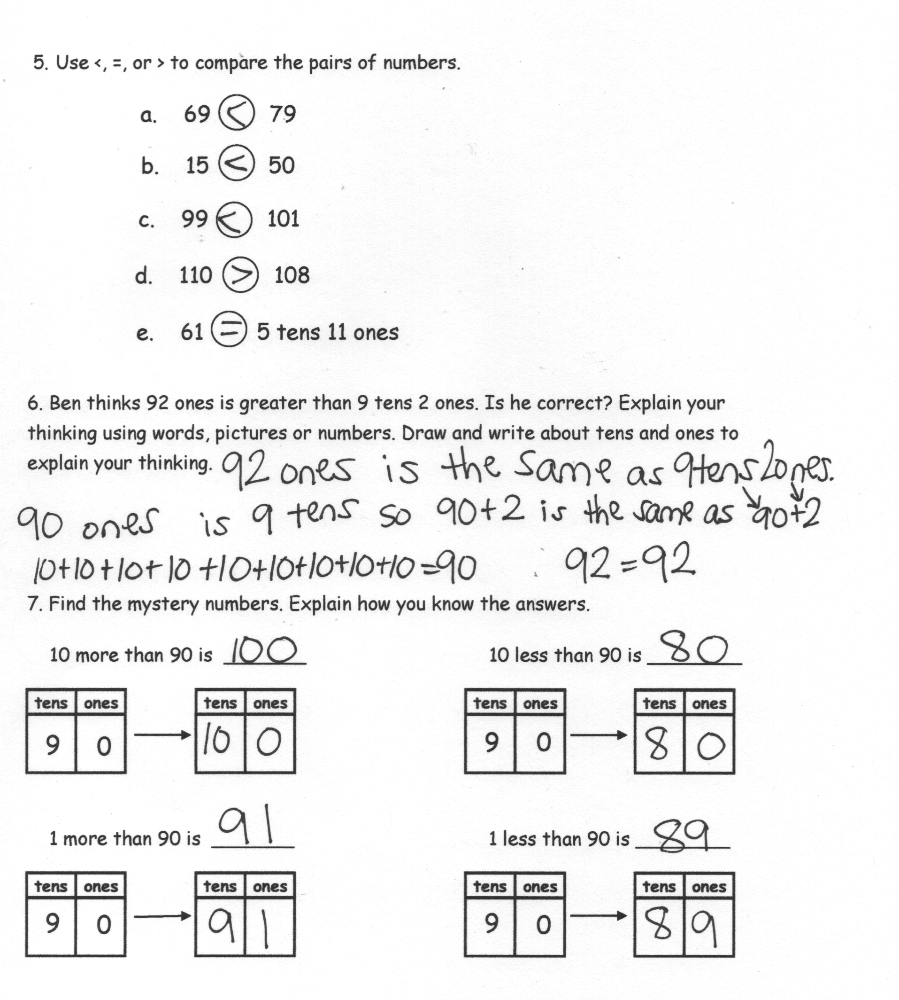 5. Use <, =, or > to compare the pairs of numbers.
a. 69 < 79
b. 15 < 50
c. 99 < 101
d. 110 > 108
e. 61 = 5 tens 11 ones
6. Ben thinks 92 ones is greater than 9 tens 2 ones. Is he correct? Explain your
thinking using words, pictures or numbers. Draw and write about tens and ones to
explain your thinking. 92 ones is the same as 9 tens 2 ones.
90 ones is 9 tens so 90+2 is the same as 90+2
10+10+10+10+10+10+10+10+10=90 92=92
7. Find the mystery numbers. Explain how you know the answers.
10 more than 90 is 100 10 less than 90 is 80
tens ones tens ones tens ones tens ones
9 0 10 0 9 0 8 0
1 more than 90 is 91 1 less than 90 is 89
tens ones tens ones tens ones tens ones
9 0 9 1 9 0 8 9